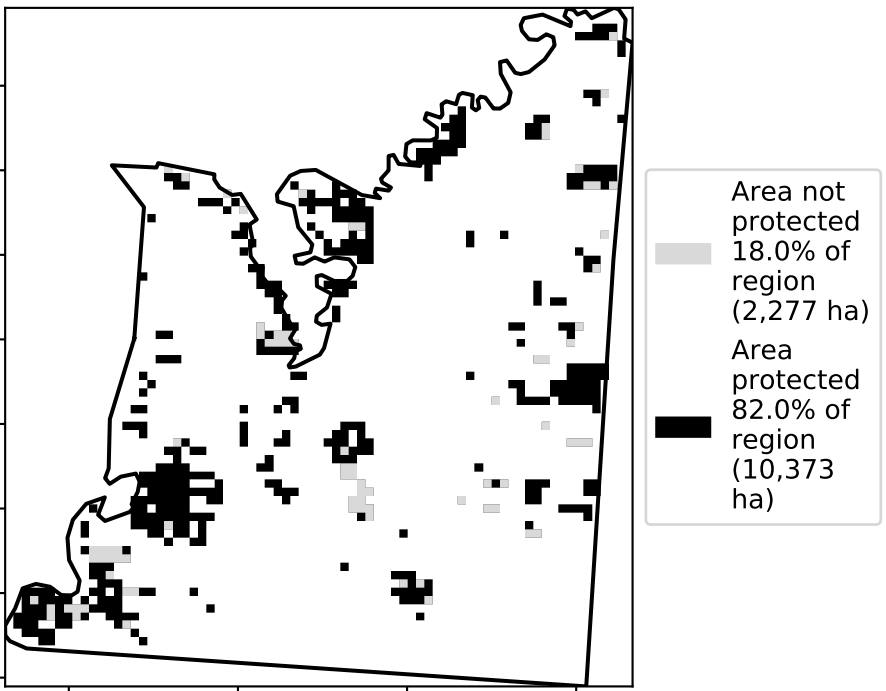 Area not
protected
18.0% of
region
(2,277 ha)
Area
protected
82.0% of
region
(10,373
ha)